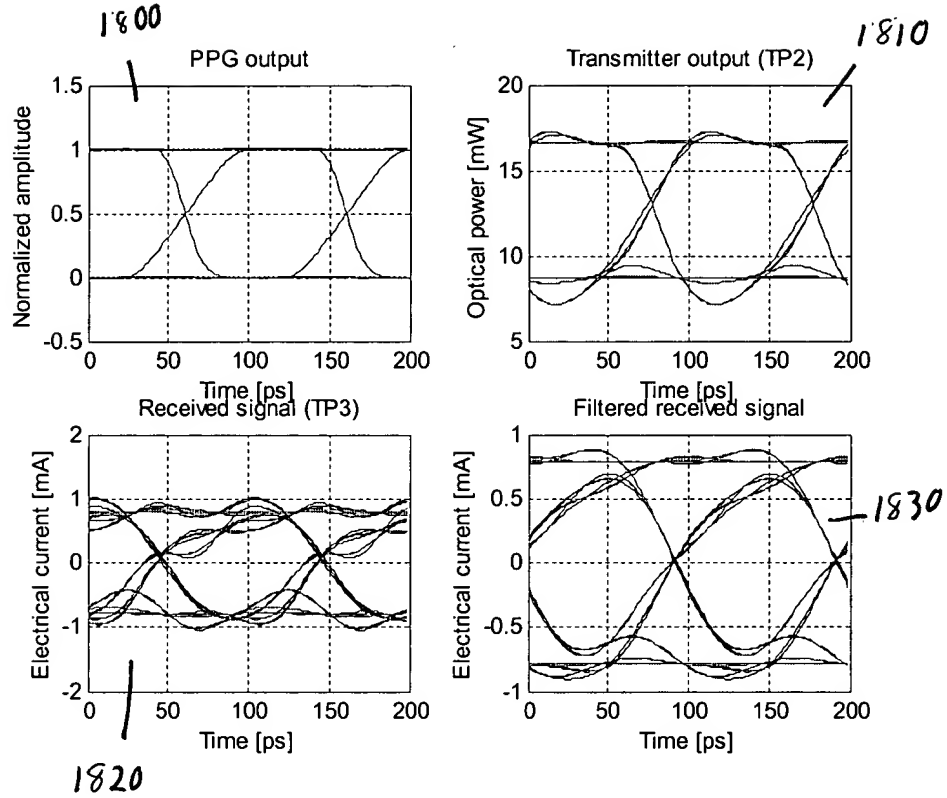 1800
1810
PPG output
Transmitter output (TP2)
1.5
1
0.5
0
-0.5
Normalized amplitude
0 50 100 150 200
Time [ps]
20
15
10
5
Optical power [mW]
0 50 100 150 200
Time [ps]
Received signal (TP3)
Filtered received signal
2
1
0
-1
-2
Electrical current [mA]
0 50 100 150 200
Time [ps]
1
0.5
0
-0.5
-1
Electrical current [mA]
0 50 100 150 200
Time [ps]
1830
1820